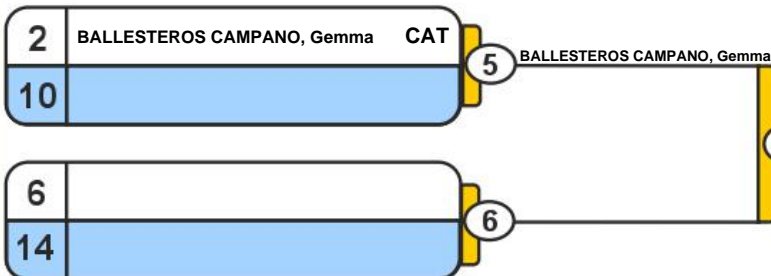 2 BALLESTEROS CAMPANO, Gemma CAT
5 BALLESTEROS CAMPANO, Gemma
10
6
6
14